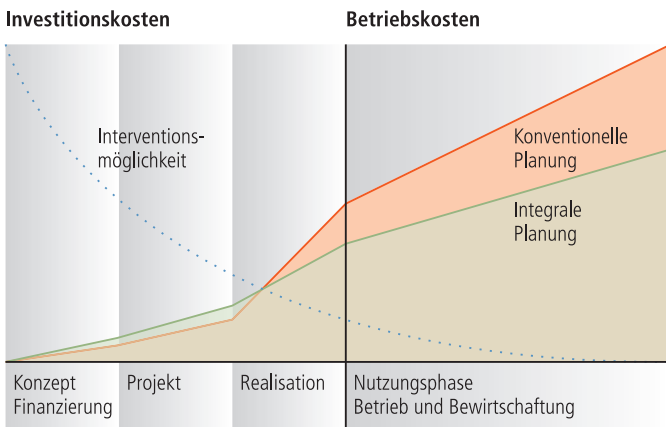 Investitionskosten
Betriebskosten
Interventions-
möglichkeit
Konventionelle
Planung
Integrale
Planung
Konzept
Finanzierung
Projekt
Realisation
Nutzungsphase
Betrieb und Bewirtschaftung